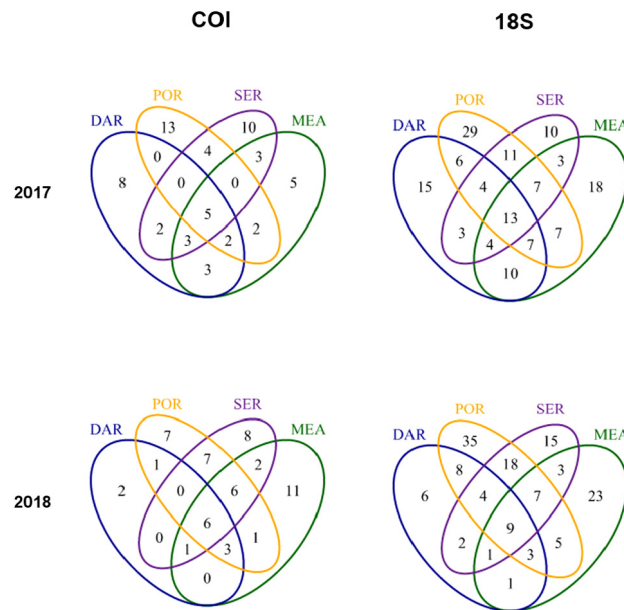 COI 18S
POR SER POR SER
DAR MEA DAR MEA
13 10 29 10
0 4 3 6 11 3
8 0 0 5 15 4 7 18
2017
5 13
2 2 3 7
3 2 4 7
3 10
POR SER POR SER
DAR MEA DAR MEA
7 8 35 15
1 7 2 8 18 3
2 0 6 11 6 4 7 23
2018
6 9
0 1 2 5
1 3 1 3
0 1